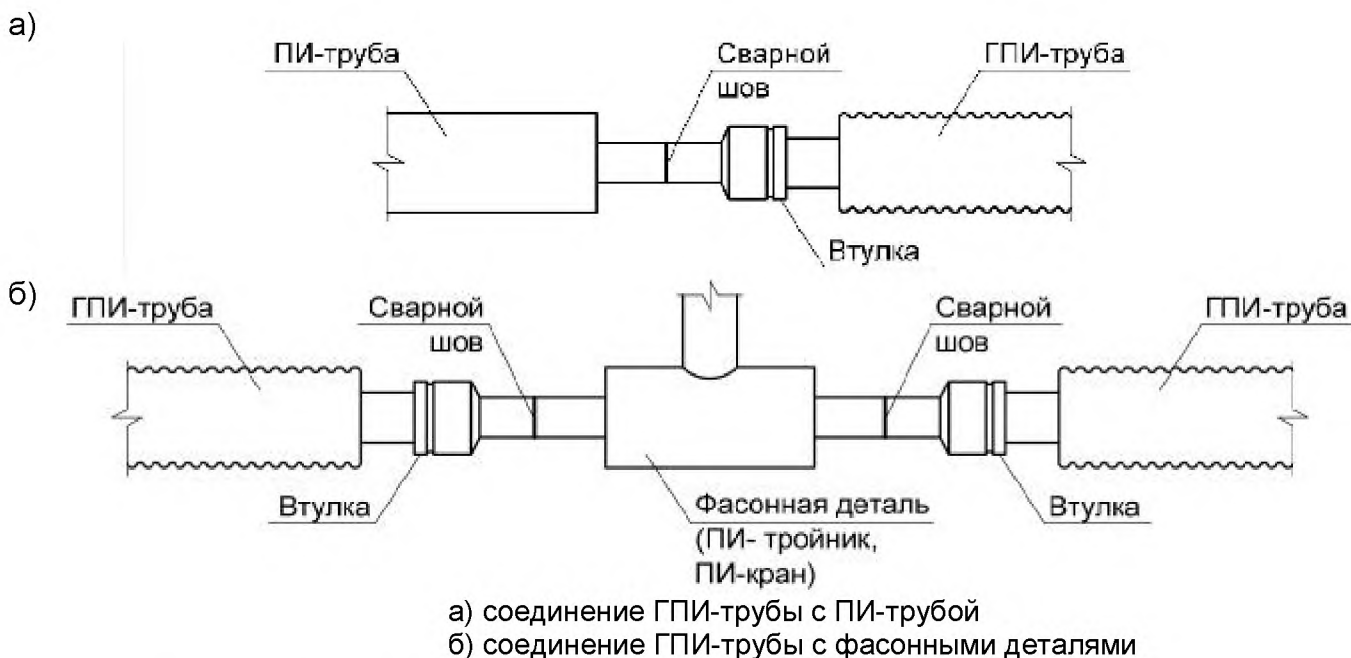 а)
ПИ-труба
Сварной
шов
ГПИ-труба
Втулка
б)
ГПИ-труба
Сварной
шов
Сварной
шов
ГПИ-труба
Втулка
Фасонная деталь
(ПИ- тройник,
ПИ-кран)
Втулка
а) соединение ГПИ-трубы с ПИ-трубой
б) соединение ГПИ-трубы с фасонными деталями